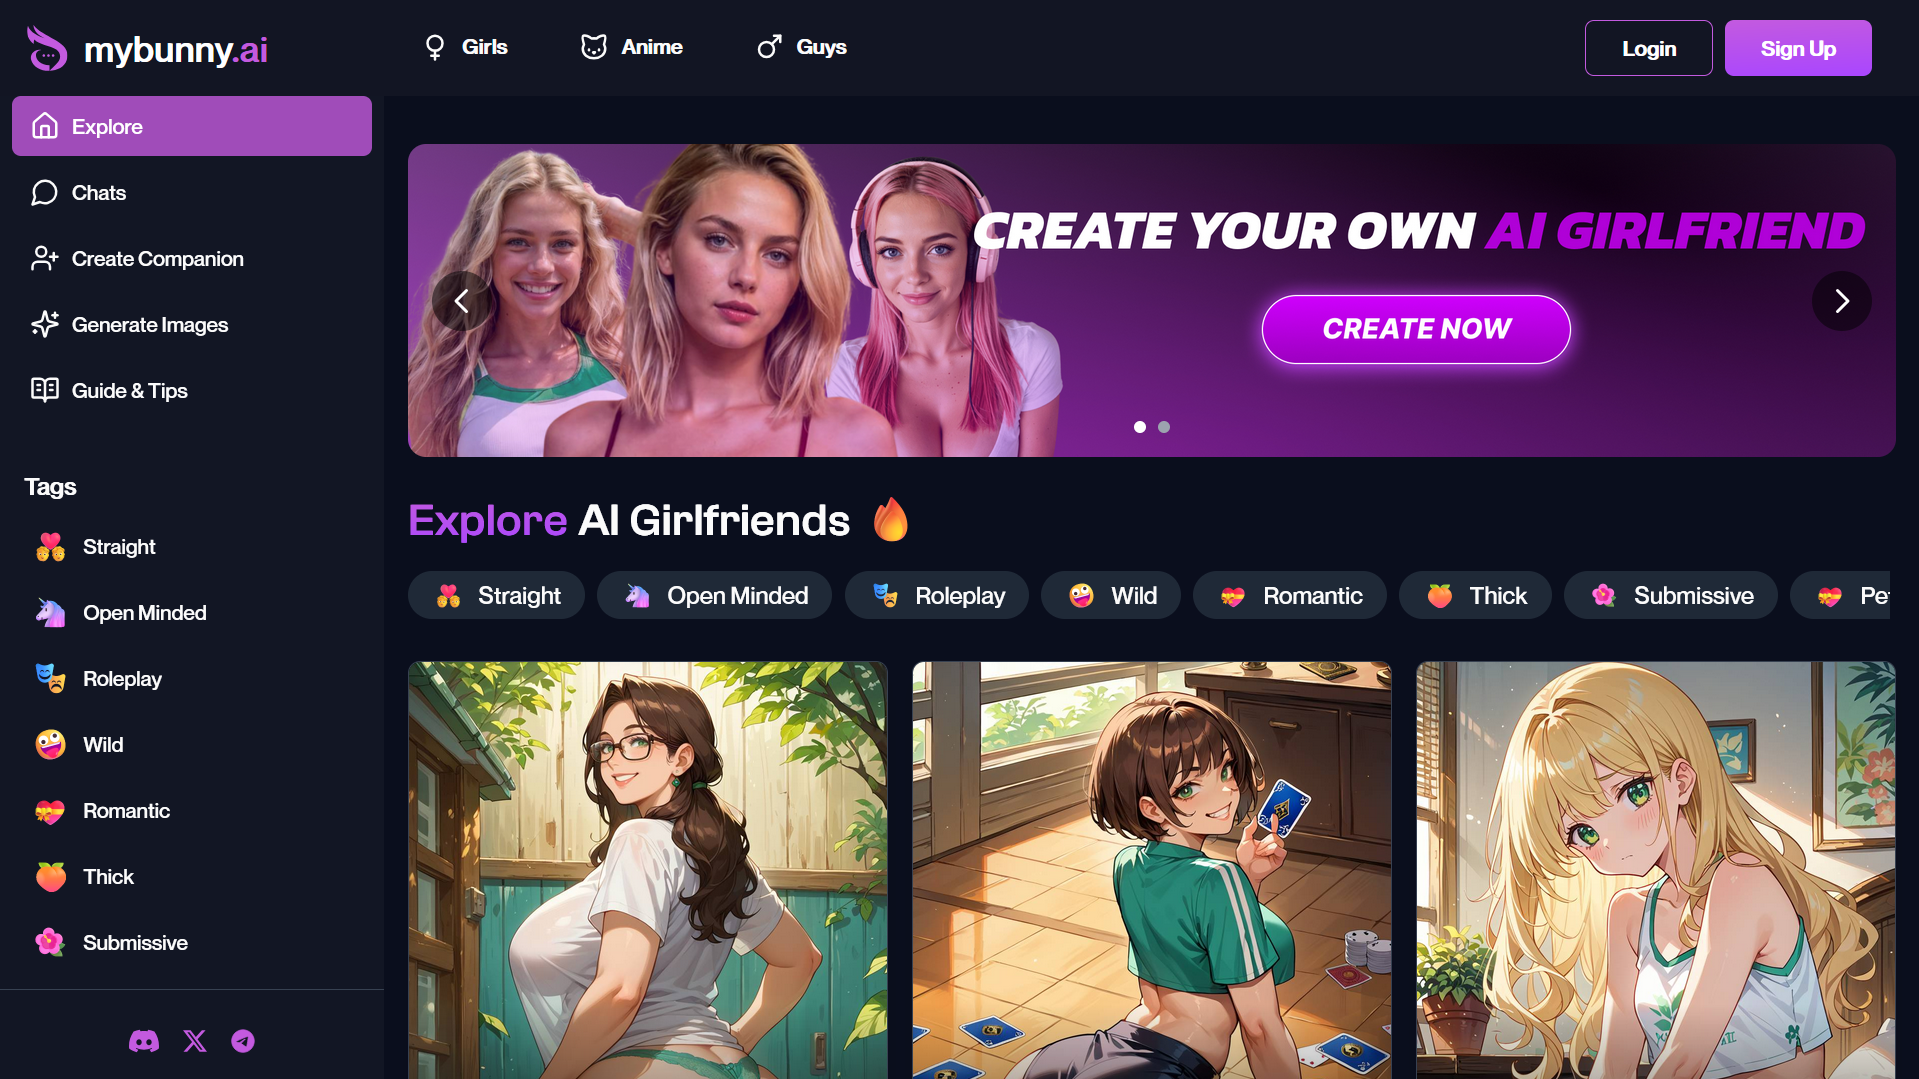 mybunny.ai
Girls
Anime
Guys
Login
Sign Up
Explore
Chats
Create Companion
Generate Images
Guide & Tips
Tags
Straight
Open Minded
Roleplay
Wild
Romantic
Thick
Submissive
CREATE YOUR OWN AI GIRLFRIEND
CREATE NOW
Explore AI Girlfriends
Straight
Open Minded
Roleplay
Wild
Romantic
Thick
Submissive